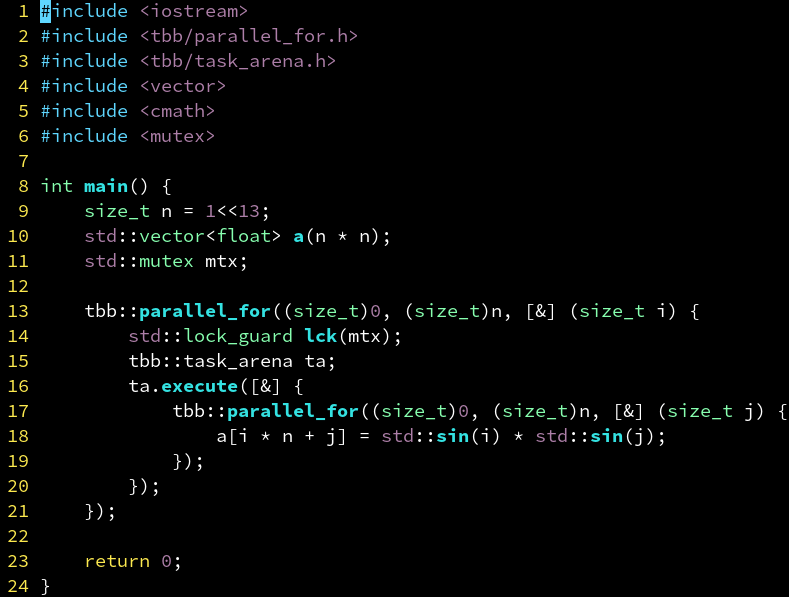 1 #include <iostream>
2 #include <tbb/parallel_for.h>
3 #include <tbb/task_arena.h>
4 #include <vector>
5 #include <cmath>
6 #include <mutex>
7
8 int main() {
9     size_t n = 1<<13;
10     std::vector<float> a(n * n);
11     std::mutex mtx;
12
13     tbb::parallel_for((size_t)0, (size_t)n, [&] (size_t i) {
14         std::lock_guard lck(mtx);
15         tbb::task_arena ta;
16         ta.execute([&] {
17             tbb::parallel_for((size_t)0, (size_t)n, [&] (size_t j) {
18                 a[i * n + j] = std::sin(i) * std::sin(j);
19             });
20         });
21     });
22
23     return 0;
24 }